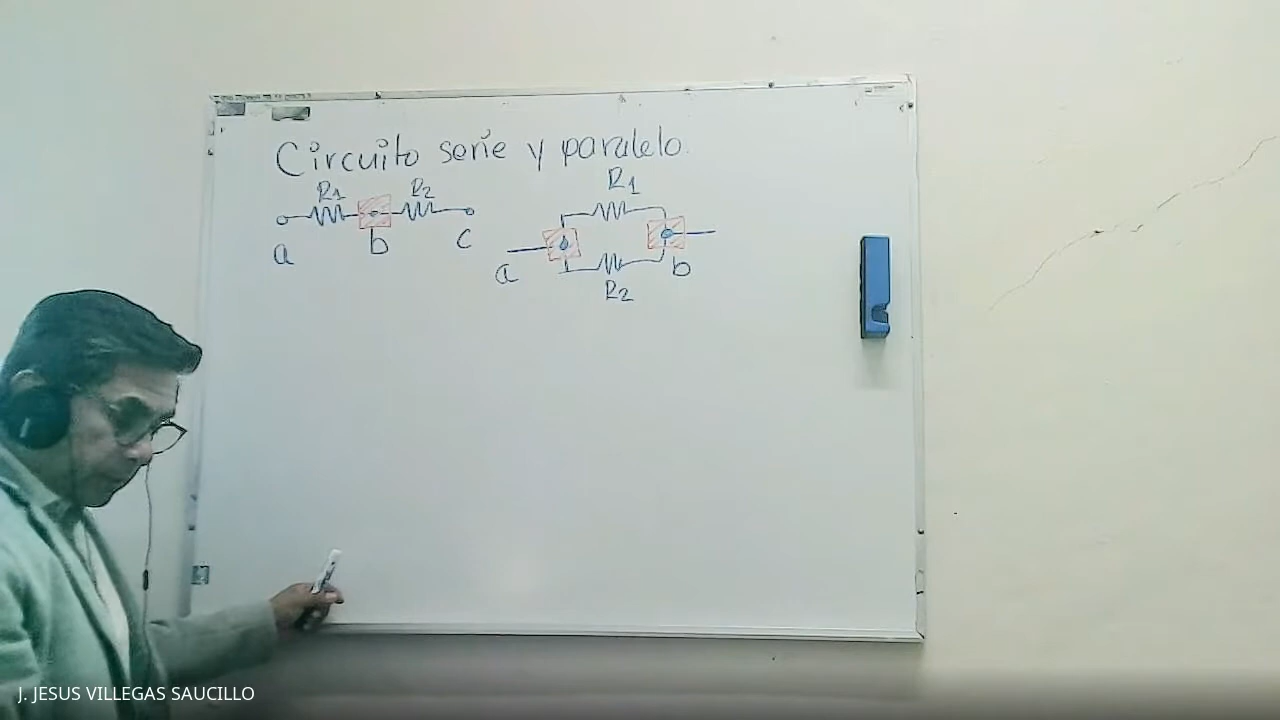 Circuito serie y paralelo.
R1 R2
a b c
R1
a b
R2
J. JESUS VILLEGAS SAUCILLO